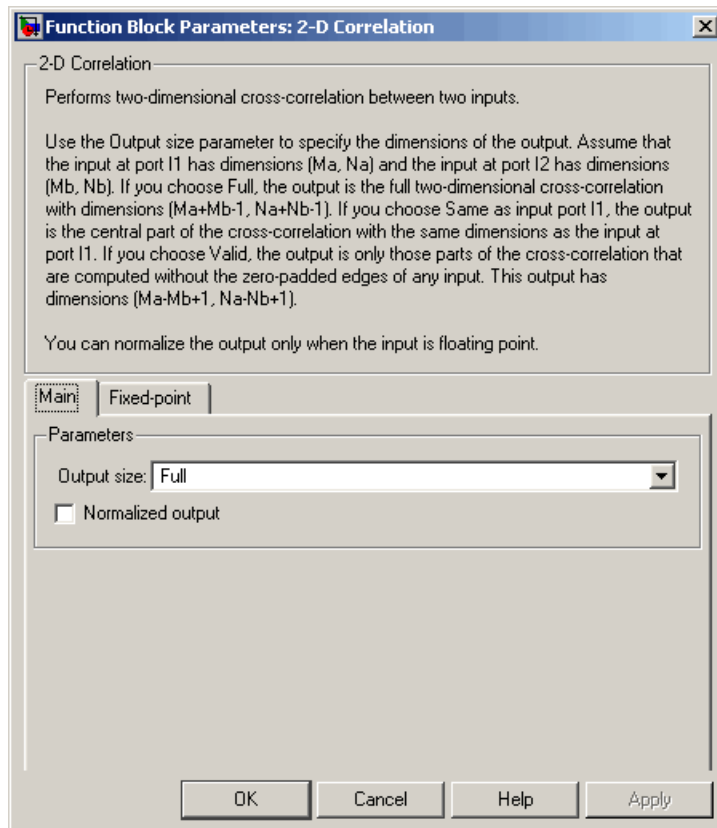 Function Block Parameters: 2-D Correlation
2-D Correlation
Performs two-dimensional cross-correlation between two inputs.
Use the Output size parameter to specify the dimensions of the output. Assume that
the input at port I1 has dimensions (Ma, Na) and the input at port I2 has dimensions
(Mb, Nb). If you choose Full, the output is the full two-dimensional cross-correlation
with dimensions (Ma+Mb-1, Na+Nb-1). If you choose Same as input port I1, the output
is the central part of the cross-correlation with the same dimensions as the input at
port I1. If you choose Valid, the output is only those parts of the cross-correlation that
are computed without the zero-padded edges of any input. This output has
dimensions (Ma-Mb+1, Na-Nb+1).
You can normalize the output only when the input is floating point.
Main Fixed-point
Parameters
Output size: Full
Normalized output
OK Cancel Help Apply